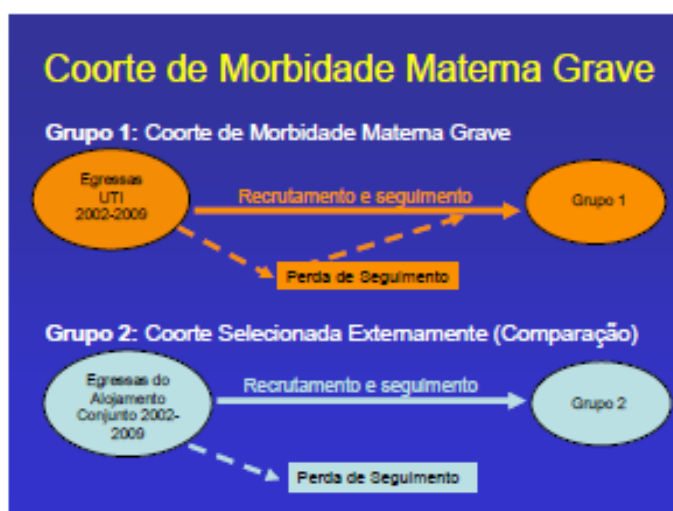 Coorte de Morbidade Materna Grave
Grupo 1: Coorte de Morbidade Materna Grave
Egressas
UTI
2002-2009
Recrutamento e seguimento
Grupo 1
Perda de Seguimento
Grupo 2: Coorte Selecionada Externamente (Comparação)
Egressas do
Alojamento
Conjunto 2002-
2009
Recrutamento e seguimento
Grupo 2
Perda de Seguimento